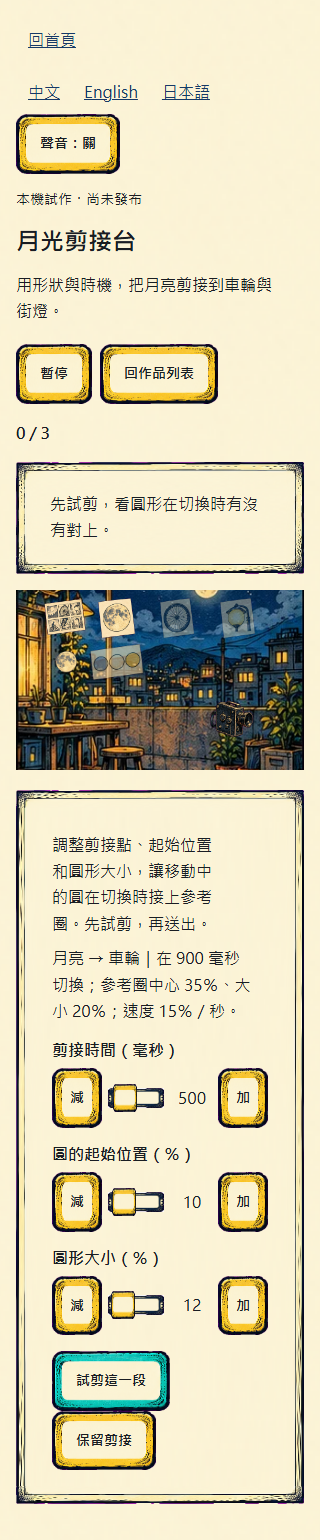 回首頁
中文 English 日本語
聲音：關
本機試作・尚未發布
月光剪接台
用形狀與時機，把月亮剪接到車輪與
街燈。
暫停 回作品列表
0 / 3
先試剪，看圓形在切換時有沒
有對上。
調整剪接點、起始位置
和圓形大小，讓移動中
的圓在切換時接上參考
圈。先試剪，再送出。
月亮 → 車輪｜在 900 毫秒
切換；參考圈中心 35%、大
小 20%；速度 15% / 秒。
剪接時間（毫秒）
減 500 加
圓的起始位置（%）
減 10 加
圓形大小（%）
減 12 加
試剪這一段
保留剪接